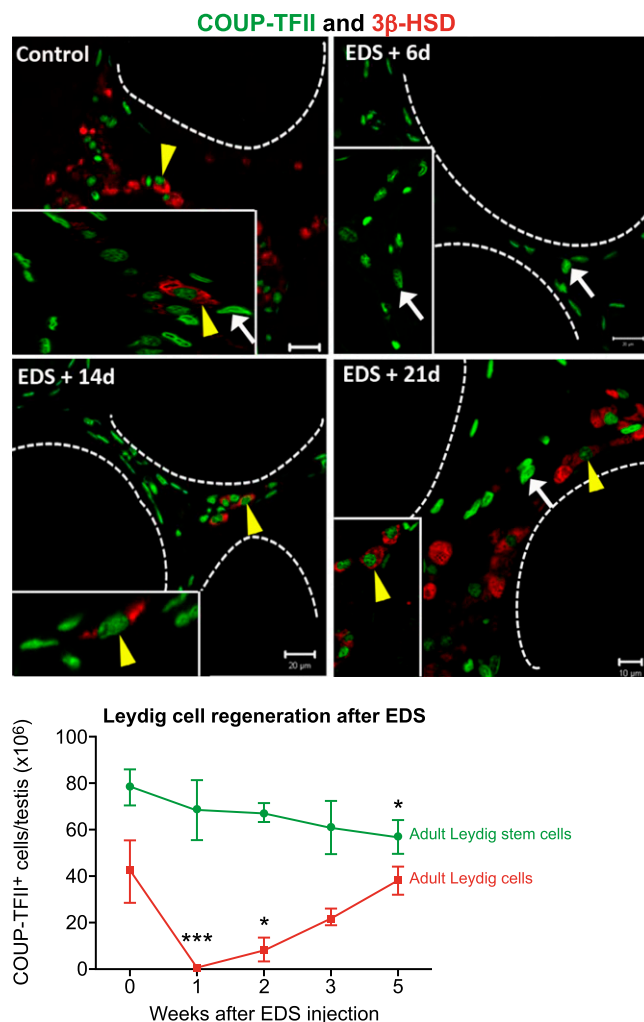 COUP-TFII and 3β-HSD
Control
EDS + 6d
EDS + 14d
EDS + 21d
20 µm
10 µm
Leydig cell regeneration after EDS
COUP-TFII⁺ cells/testis (x10⁶)
100
80
60
40
20
0
*
***
*
Adult Leydig stem cells
Adult Leydig cells
0 1 2 3 5
Weeks after EDS injection